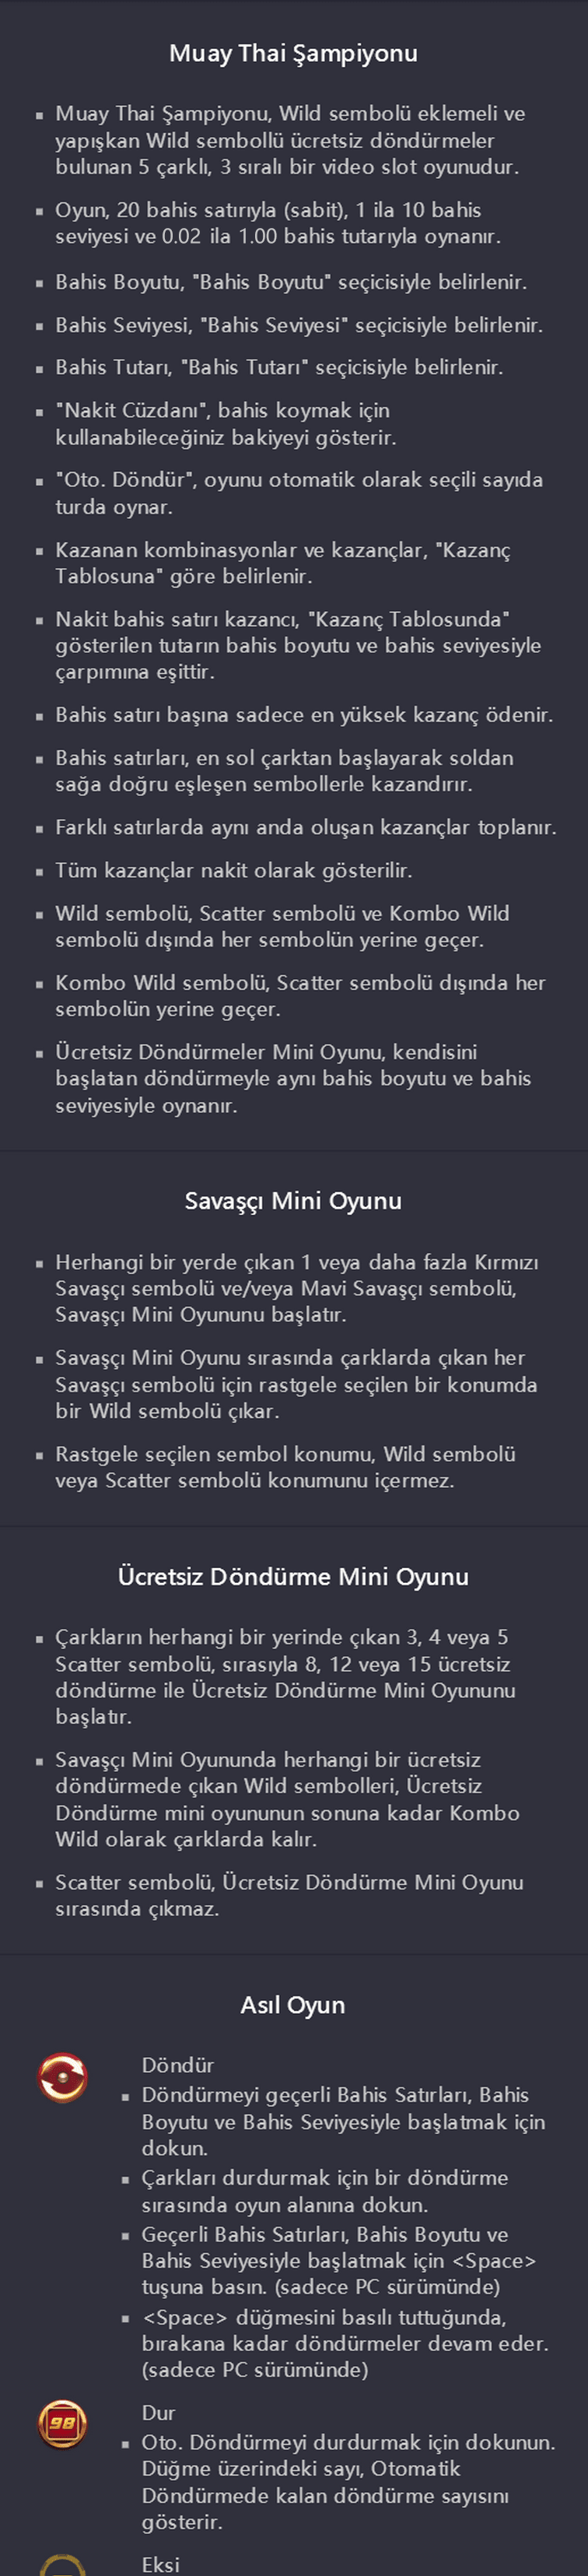 Muay Thai Şampiyonu
▪ Muay Thai Şampiyonu, Wild sembolü eklemeli ve
yapışkan Wild sembollü ücretsiz döndürmeler
bulunan 5 çarklı, 3 sıralı bir video slot oyunudur.
▪ Oyun, 20 bahis satırıyla (sabit), 1 ila 10 bahis
seviyesi ve 0.02 ila 1.00 bahis tutarıyla oynanır.
▪ Bahis Boyutu, "Bahis Boyutu" seçicisiyle belirlenir.
▪ Bahis Seviyesi, "Bahis Seviyesi" seçicisiyle belirlenir.
▪ Bahis Tutarı, "Bahis Tutarı" seçicisiyle belirlenir.
▪ "Nakit Cüzdanı", bahis koymak için
kullanabileceğiniz bakiyeyi gösterir.
▪ "Oto. Döndür", oyunu otomatik olarak seçili sayıda
turda oynar.
▪ Kazanan kombinasyonlar ve kazançlar, "Kazanç
Tablosuna" göre belirlenir.
▪ Nakit bahis satırı kazancı, "Kazanç Tablosunda"
gösterilen tutarın bahis boyutu ve bahis seviyesiyle
çarpımına eşittir.
▪ Bahis satırı başına sadece en yüksek kazanç ödenir.
▪ Bahis satırları, en sol çarktan başlayarak soldan
sağa doğru eşleşen sembollerle kazandırır.
▪ Farklı satırlarda aynı anda oluşan kazançlar toplanır.
▪ Tüm kazançlar nakit olarak gösterilir.
▪ Wild sembolü, Scatter sembolü ve Kombo Wild
sembolü dışında her sembolün yerine geçer.
▪ Kombo Wild sembolü, Scatter sembolü dışında her
sembolün yerine geçer.
▪ Ücretsiz Döndürmeler Mini Oyunu, kendisini
başlatan döndürmeyle aynı bahis boyutu ve bahis
seviyesiyle oynanır.
Savaşçı Mini Oyunu
▪ Herhangi bir yerde çıkan 1 veya daha fazla Kırmızı
Savaşçı sembolü ve/veya Mavi Savaşçı sembolü,
Savaşçı Mini Oyununu başlatır.
▪ Savaşçı Mini Oyunu sırasında çarklarda çıkan her
Savaşçı sembolü için rastgele seçilen bir konumda
bir Wild sembolü çıkar.
▪ Rastgele seçilen sembol konumu, Wild sembolü
veya Scatter sembolü konumunu içermez.
Ücretsiz Döndürme Mini Oyunu
▪ Çarkların herhangi bir yerinde çıkan 3, 4 veya 5
Scatter sembolü, sırasıyla 8, 12 veya 15 ücretsiz
döndürme ile Ücretsiz Döndürme Mini Oyununu
başlatır.
▪ Savaşçı Mini Oyununda herhangi bir ücretsiz
döndürmede çıkan Wild sembolleri, Ücretsiz
Döndürme mini oyununun sonuna kadar Kombo
Wild olarak çarklarda kalır.
▪ Scatter sembolü, Ücretsiz Döndürme Mini Oyunu
sırasında çıkmaz.
Asıl Oyun
Döndür
▪ Döndürmeyi geçerli Bahis Satırları, Bahis
Boyutu ve Bahis Seviyesiyle başlatmak için
dokun.
▪ Çarkları durdurmak için bir döndürme
sırasında oyun alanına dokun.
▪ Geçerli Bahis Satırları, Bahis Boyutu ve
Bahis Seviyesiyle başlatmak için <Space>
tuşuna basın. (sadece PC sürümünde)
▪ <Space> düğmesini basılı tuttuğunda,
bırakana kadar döndürmeler devam eder.
(sadece PC sürümünde)
98
Dur
▪ Oto. Döndürmeyi durdurmak için dokunun.
Düğme üzerindeki sayı, Otomatik
Döndürmede kalan döndürme sayısını
gösterir.
Eksi